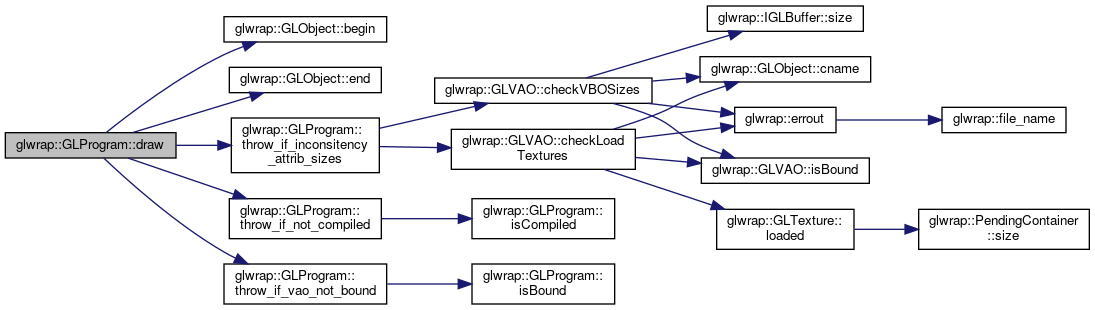 glwrap::GLProgram::draw
glwrap::GLObject::begin
glwrap::GLObject::end
glwrap::GLProgram::
throw_if_inconsitency
_attrib_sizes
glwrap::GLProgram::
throw_if_not_compiled
glwrap::GLProgram::
throw_if_vao_not_bound
glwrap::GLVAO::checkVBOSizes
glwrap::GLVAO::checkLoad
Textures
glwrap::GLProgram::
isCompiled
glwrap::GLProgram::
isBound
glwrap::IGLBuffer::size
glwrap::GLObject::cname
glwrap::errout
glwrap::GLVAO::isBound
glwrap::GLTexture::
loaded
glwrap::file_name
glwrap::PendingContainer
::size